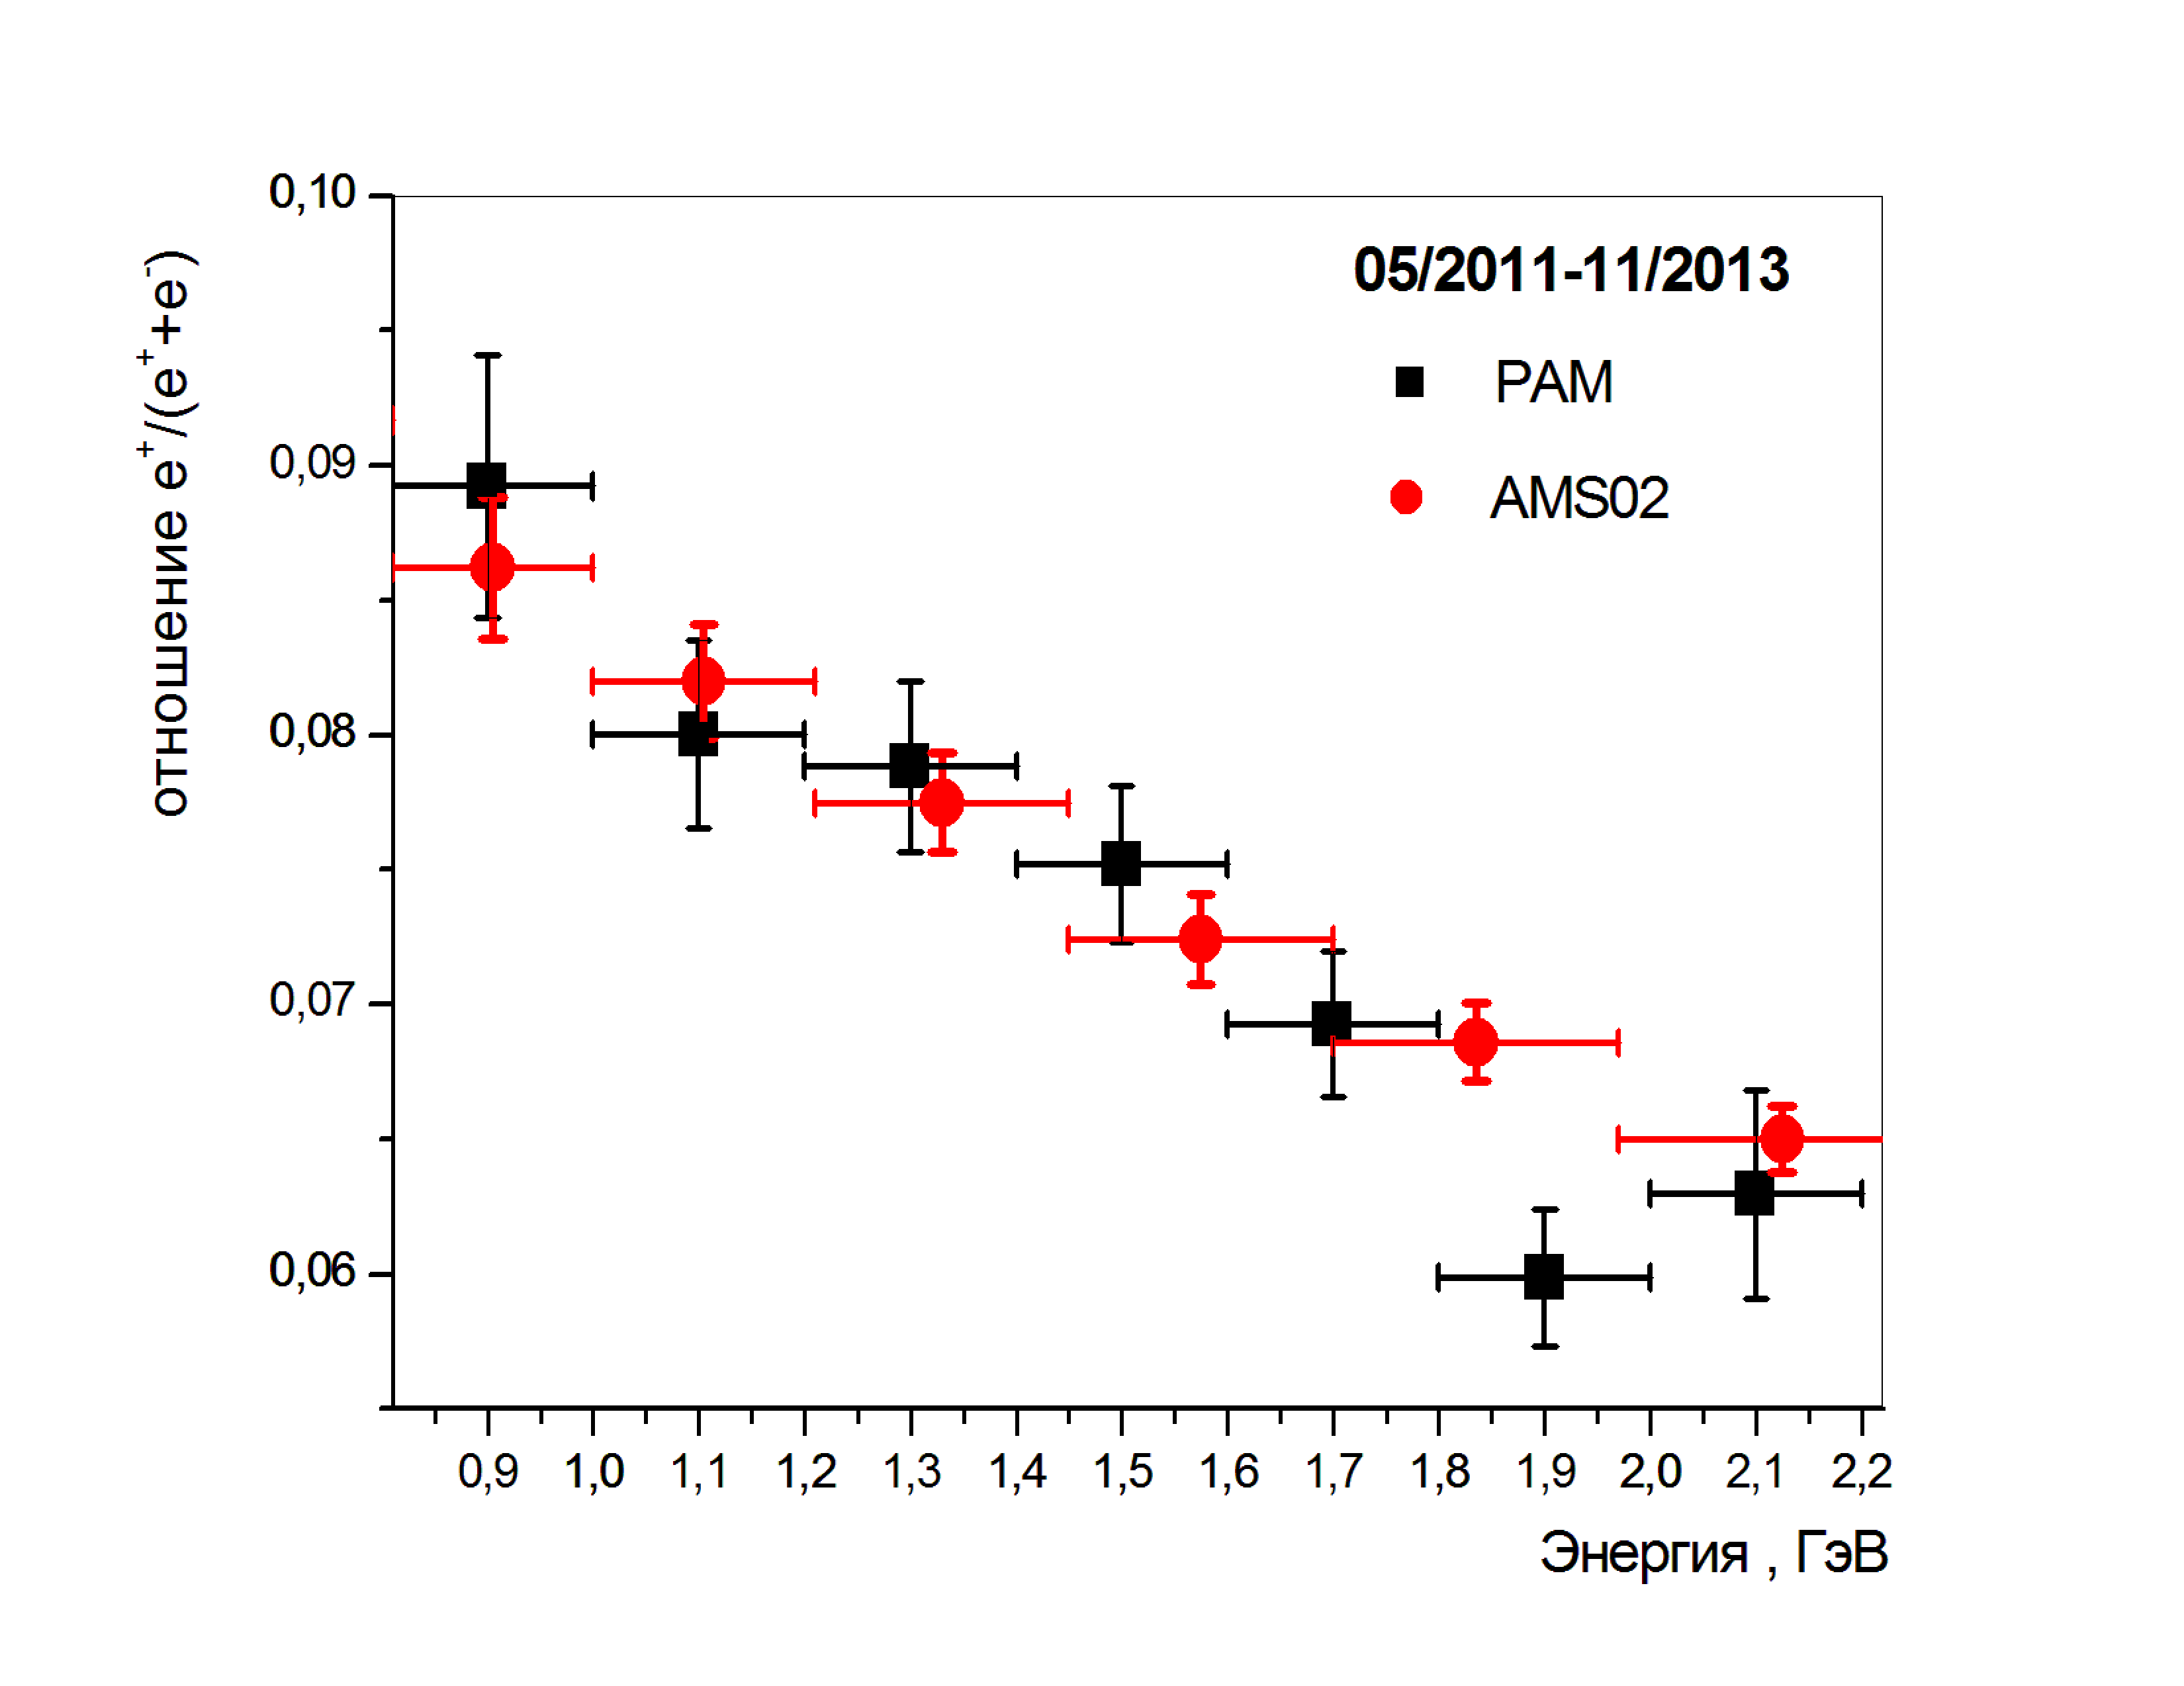 0,10
0,09
0,08
0,07
0,06
отношение e⁺/(e⁺+e⁻)
05/2011-11/2013
PAM
AMS02
0,9 1,0 1,1 1,2 1,3 1,4 1,5 1,6 1,7 1,8 1,9 2,0 2,1 2,2
Энергия , ГэВ